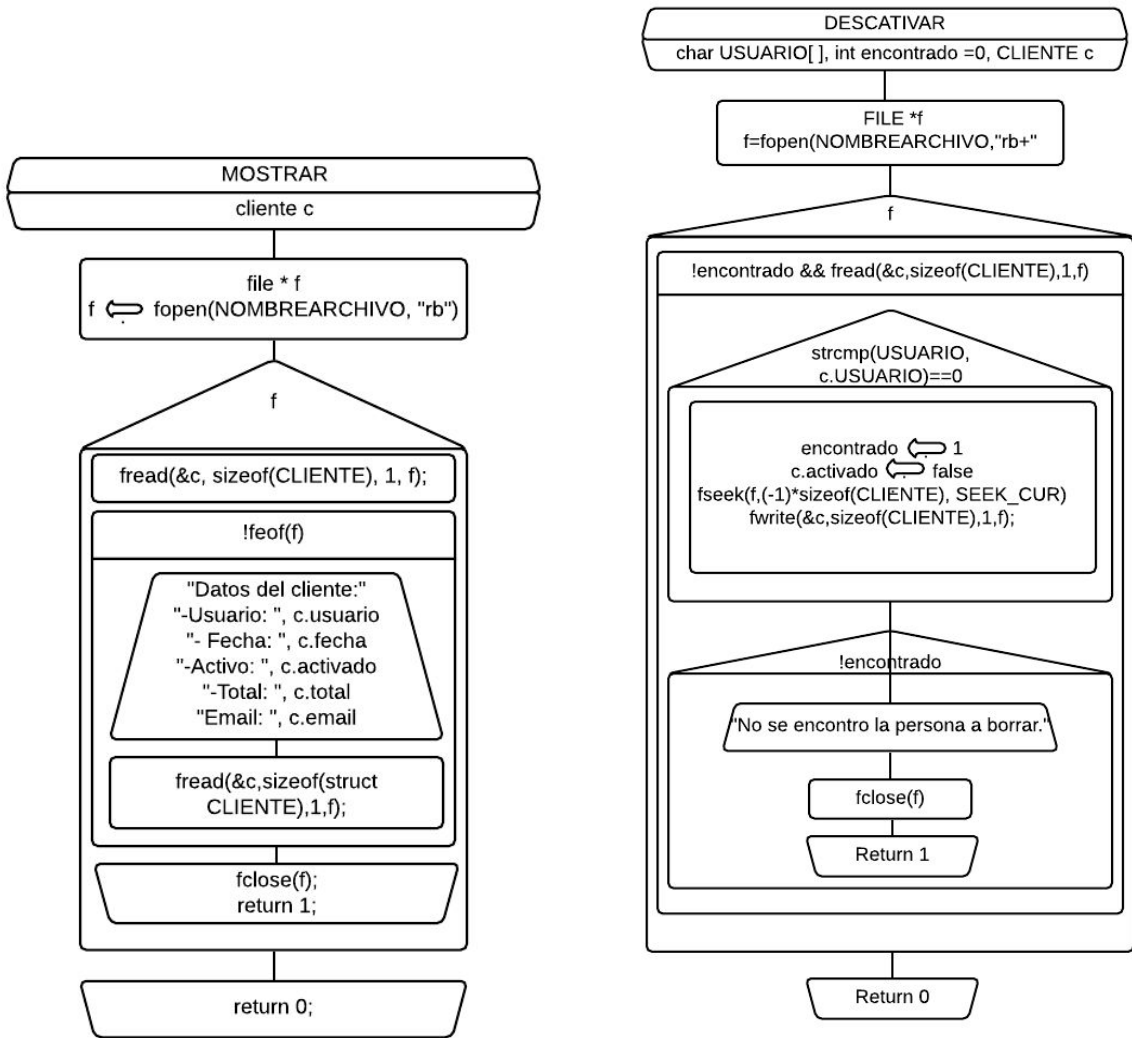 MOSTRAR
cliente c
file * f
f fopen(NOMBREARCHIVO, "rb")
f
fread(&c, sizeof(CLIENTE), 1, f);
!feof(f)
"Datos del cliente:"
"-Usuario: ", c.usuario
"- Fecha: ", c.fecha
"-Activo: ", c.activado
"-Total: ", c.total
"Email: ", c.email
fread(&c,sizeof(struct
CLIENTE),1,f);
fclose(f);
return 1;
return 0;
DESCATIVAR
char USUARIO[ ], int encontrado =0, CLIENTE c
FILE *f
f=fopen(NOMBREARCHIVO,"rb+"
f
!encontrado && fread(&c,sizeof(CLIENTE),1,f)
strcmp(USUARIO,
c.USUARIO)==0
encontrado 1
c.activado false
fseek(f,(-1)*sizeof(CLIENTE), SEEK_CUR)
fwrite(&c,sizeof(CLIENTE),1,f);
!encontrado
"No se encontro la persona a borrar."
fclose(f)
Return 1
Return 0